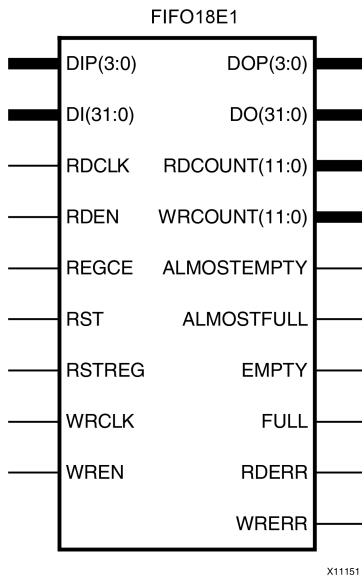 FIFO18E1
DIP(3:0) DOP(3:0)
DI(31:0) DO(31:0)
RDCLK RDCOUNT(11:0)
RDEN WRCOUNT(11:0)
REGCE ALMOSTEMPTY
RST ALMOSTFULL
RSTREG EMPTY
WRCLK FULL
WREN RDERR
WRERR
X11151